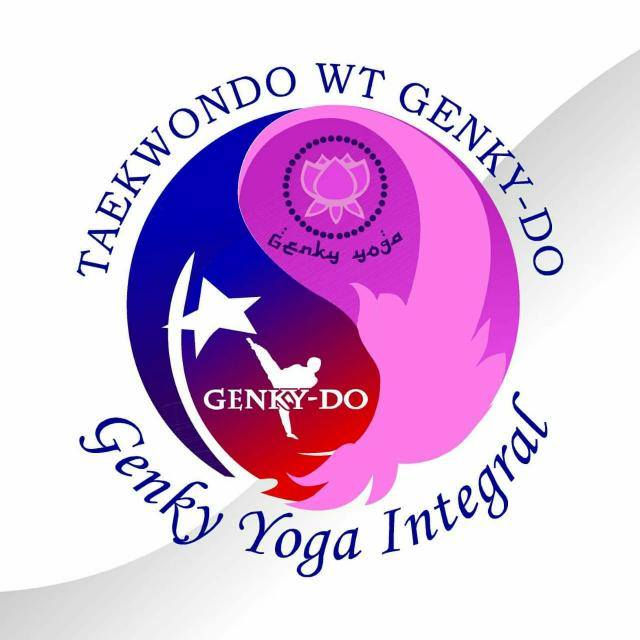 TAEKWONDO WT GENKY-DO
Genky yoga
GENKY-DO
Genky Yoga Integral